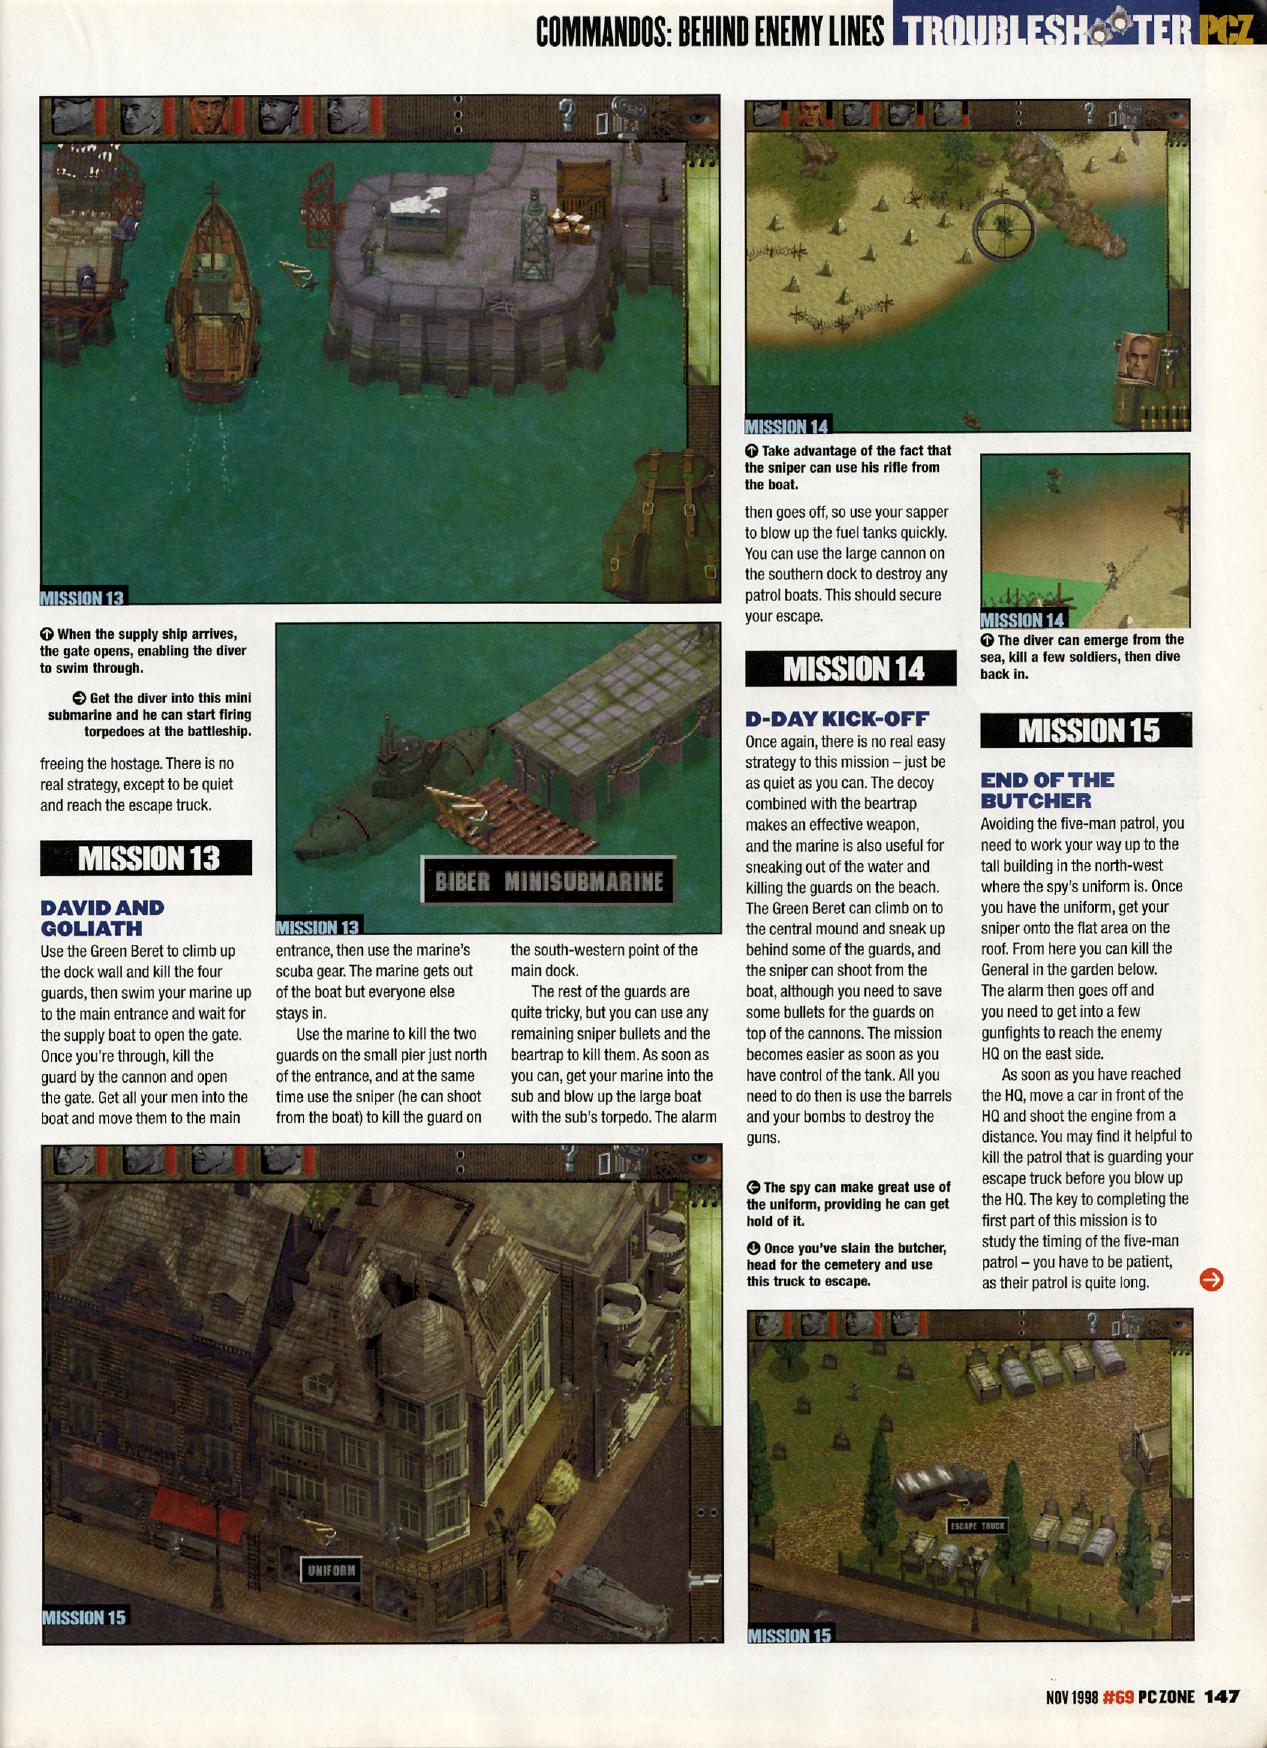 COMMANDOS: BEHIND ENEMY LINES TROUBLESHOOTER PCZ
MISSION 13
When the supply ship arrives,
the gate opens, enabling the diver
to swim through.
Get the diver into this mini
submarine and he can start firing
torpedoes at the battleship.
freeing the hostage. There is no
real strategy, except to be quiet
and reach the escape truck.
MISSION 13
DAVID AND
GOLIATH
Use the Green Beret to climb up
the dock wall and kill the four
guards, then swim your marine up
to the main entrance and wait for
the supply boat to open the gate.
Once you're through, kill the
guard by the cannon and open
the gate. Get all your men into the
boat and move them to the main
BIBER MINISUBMARINE
MISSION 13
entrance, then use the marine's
scuba gear. The marine gets out
of the boat but everyone else
stays in.
Use the marine to kill the two
guards on the small pier just north
of the entrance, and at the same
time use the sniper (he can shoot
from the boat) to kill the guard on
the south-western point of the
main dock.
The rest of the guards are
quite tricky, but you can use any
remaining sniper bullets and the
beartrap to kill them. As soon as
you can, get your marine into the
sub and blow up the large boat
with the sub's torpedo. The alarm
MISSION 14
Take advantage of the fact that
the sniper can use his rifle from
the boat.
then goes off, so use your sapper
to blow up the fuel tanks quickly.
You can use the large cannon on
the southern dock to destroy any
patrol boats. This should secure
your escape.
MISSION 14
D-DAY KICK-OFF
Once again, there is no real easy
strategy to this mission – just be
as quiet as you can. The decoy
combined with the beartrap
makes an effective weapon,
and the marine is also useful for
sneaking out of the water and
killing the guards on the beach.
The Green Beret can climb on to
the central mound and sneak up
behind some of the guards, and
the sniper can shoot from the
boat, although you need to save
some bullets for the guards on
top of the cannons. The mission
becomes easier as soon as you
have control of the tank. All you
need to do then is use the barrels
and your bombs to destroy the
guns.
The spy can make great use of
the uniform, providing he can get
hold of it.
Once you've slain the butcher,
head for the cemetery and use
this truck to escape.
MISSION 14
The diver can emerge from the
sea, kill a few soldiers, then dive
back in.
MISSION 15
END OF THE
BUTCHER
Avoiding the five-man patrol, you
need to work your way up to the
tall building in the north-west
where the spy's uniform is. Once
you have the uniform, get your
sniper onto the flat area on the
roof. From here you can kill the
General in the garden below.
The alarm then goes off and
you need to get into a few
gunfights to reach the enemy
HQ on the east side.
As soon as you have reached
the HQ, move a car in front of the
HQ and shoot the engine from a
distance. You may find it helpful to
kill the patrol that is guarding your
escape truck before you blow up
the HQ. The key to completing the
first part of this mission is to
study the timing of the five-man
patrol – you have to be patient,
as their patrol is quite long.
UNIFORM
MISSION 15
ESCAPE TRUCK
MISSION 15
NOV 1998 #69 PC ZONE 147